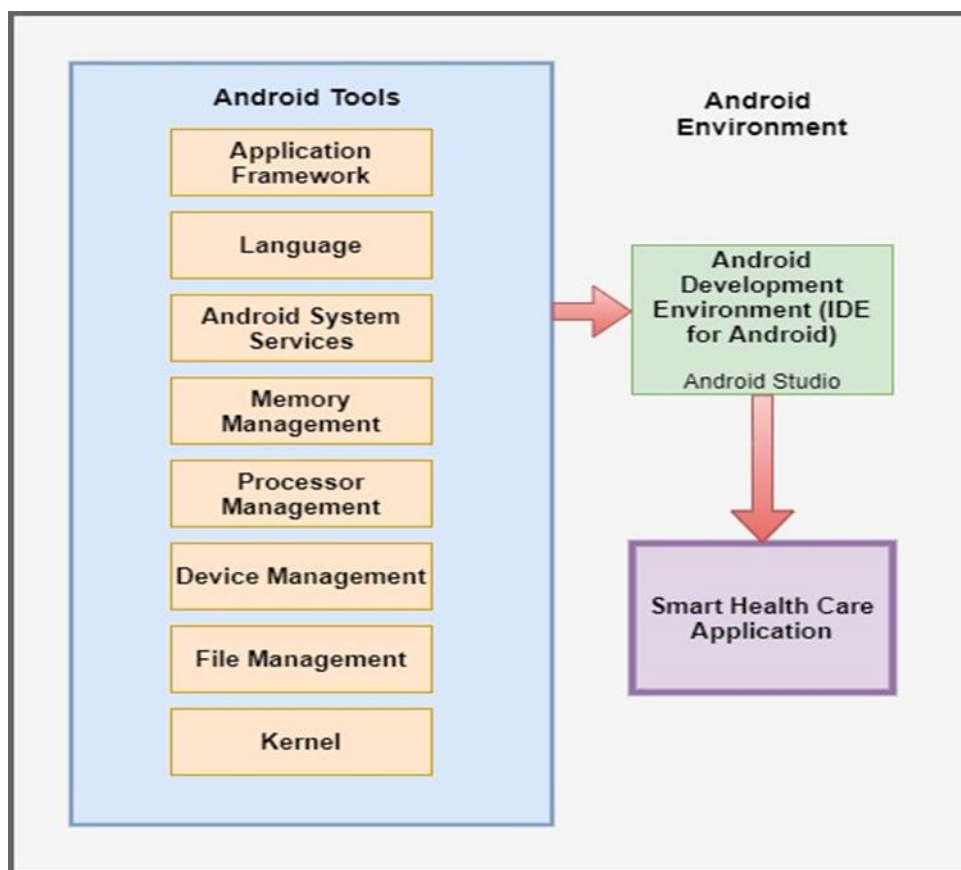 Android Tools
Application
Framework
Language
Android System
Services
Memory
Management
Processor
Management
Device Management
File Management
Kernel
Android
Environment
Android
Development
Environment (IDE
for Android)
Android Studio
Smart Health Care
Application